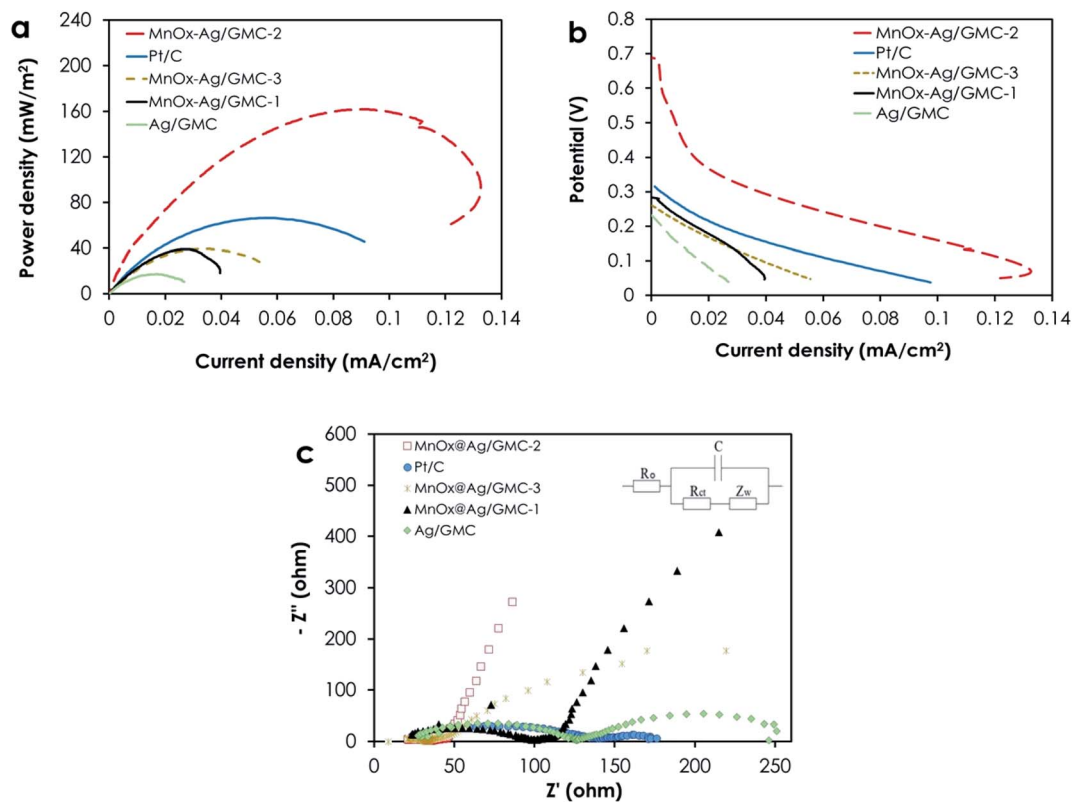 a
Power density (mW/m²)
240
200
160
120
80
40
0
MnOx-Ag/GMC-2
Pt/C
MnOx-Ag/GMC-3
MnOx-Ag/GMC-1
Ag/GMC
0 0.02 0.04 0.06 0.08 0.1 0.12 0.14
Current density (mA/cm²)
b
Potential (V)
0.8
0.7
0.6
0.5
0.4
0.3
0.2
0.1
0
MnOx-Ag/GMC-2
Pt/C
MnOx-Ag/GMC-3
MnOx-Ag/GMC-1
Ag/GMC
0 0.02 0.04 0.06 0.08 0.1 0.12 0.14
Current density (mA/cm²)
c
- Z" (ohm)
600
500
400
300
200
100
0
MnOx@Ag/GMC-2
Pt/C
MnOx@Ag/GMC-3
MnOx@Ag/GMC-1
Ag/GMC
C
Ro
Rct
Zw
0 50 100 150 200 250
Z' (ohm)